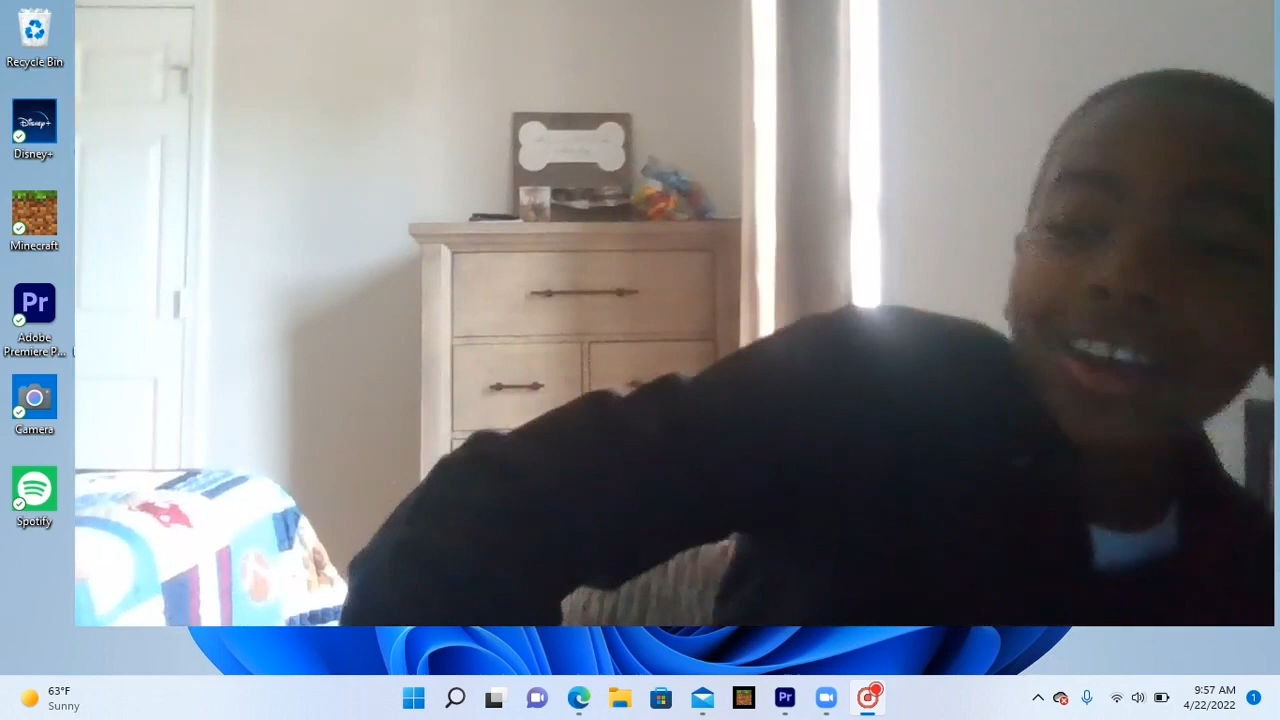 Recycle Bin
Disney+
Disney+
Minecraft
Pr
Adobe
Premiere P...
Camera
Spotify
63°F
Sunny
Pr
9:57 AM
4/22/2022
1